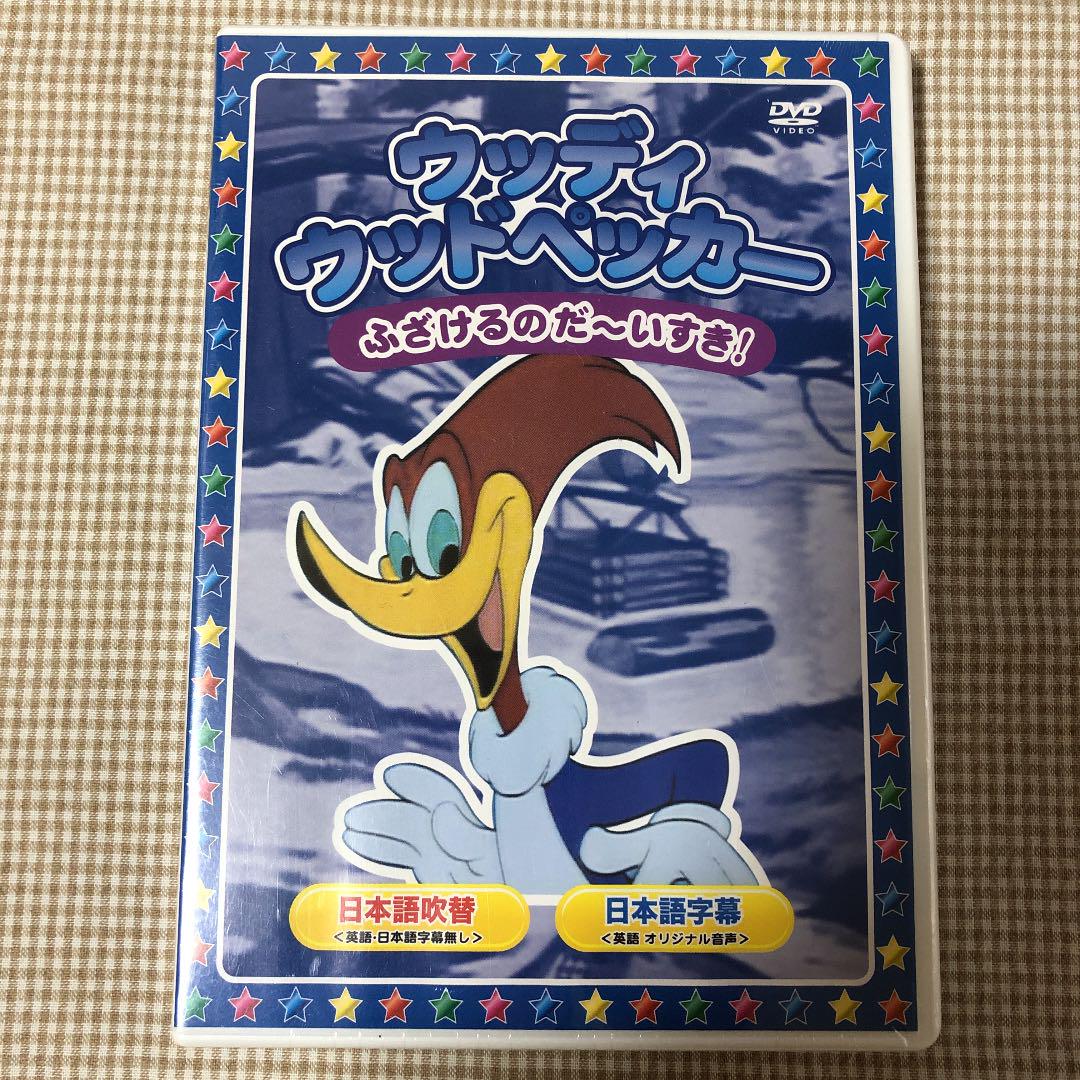 DVD
VIDEO
ウッディ
ウッドペッカー
ふざけるのだ〜いすき!
日本語吹替
<英語・日本語字幕無し>
日本語字幕
<英語 オリジナル音声>